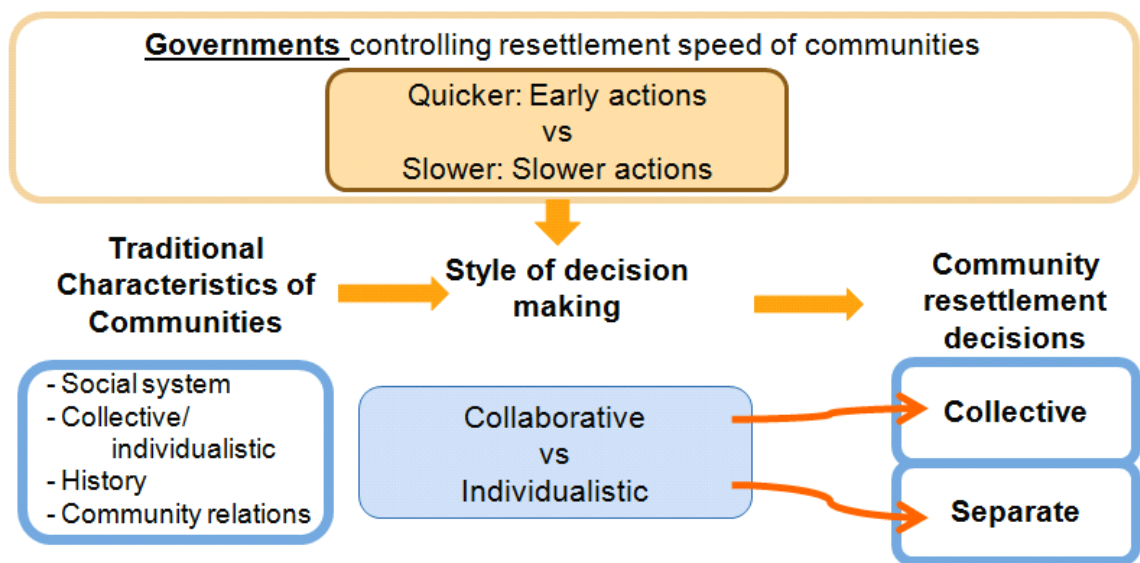 Governments controlling resettlement speed of communities
Quicker: Early actions
vs
Slower: Slower actions
Traditional
Characteristics of
Communities
- Social system
- Collective/
individualistic
- History
- Community relations
Style of decision
making
Collaborative
vs
Individualistic
Community
resettlement
decisions
Collective
Separate